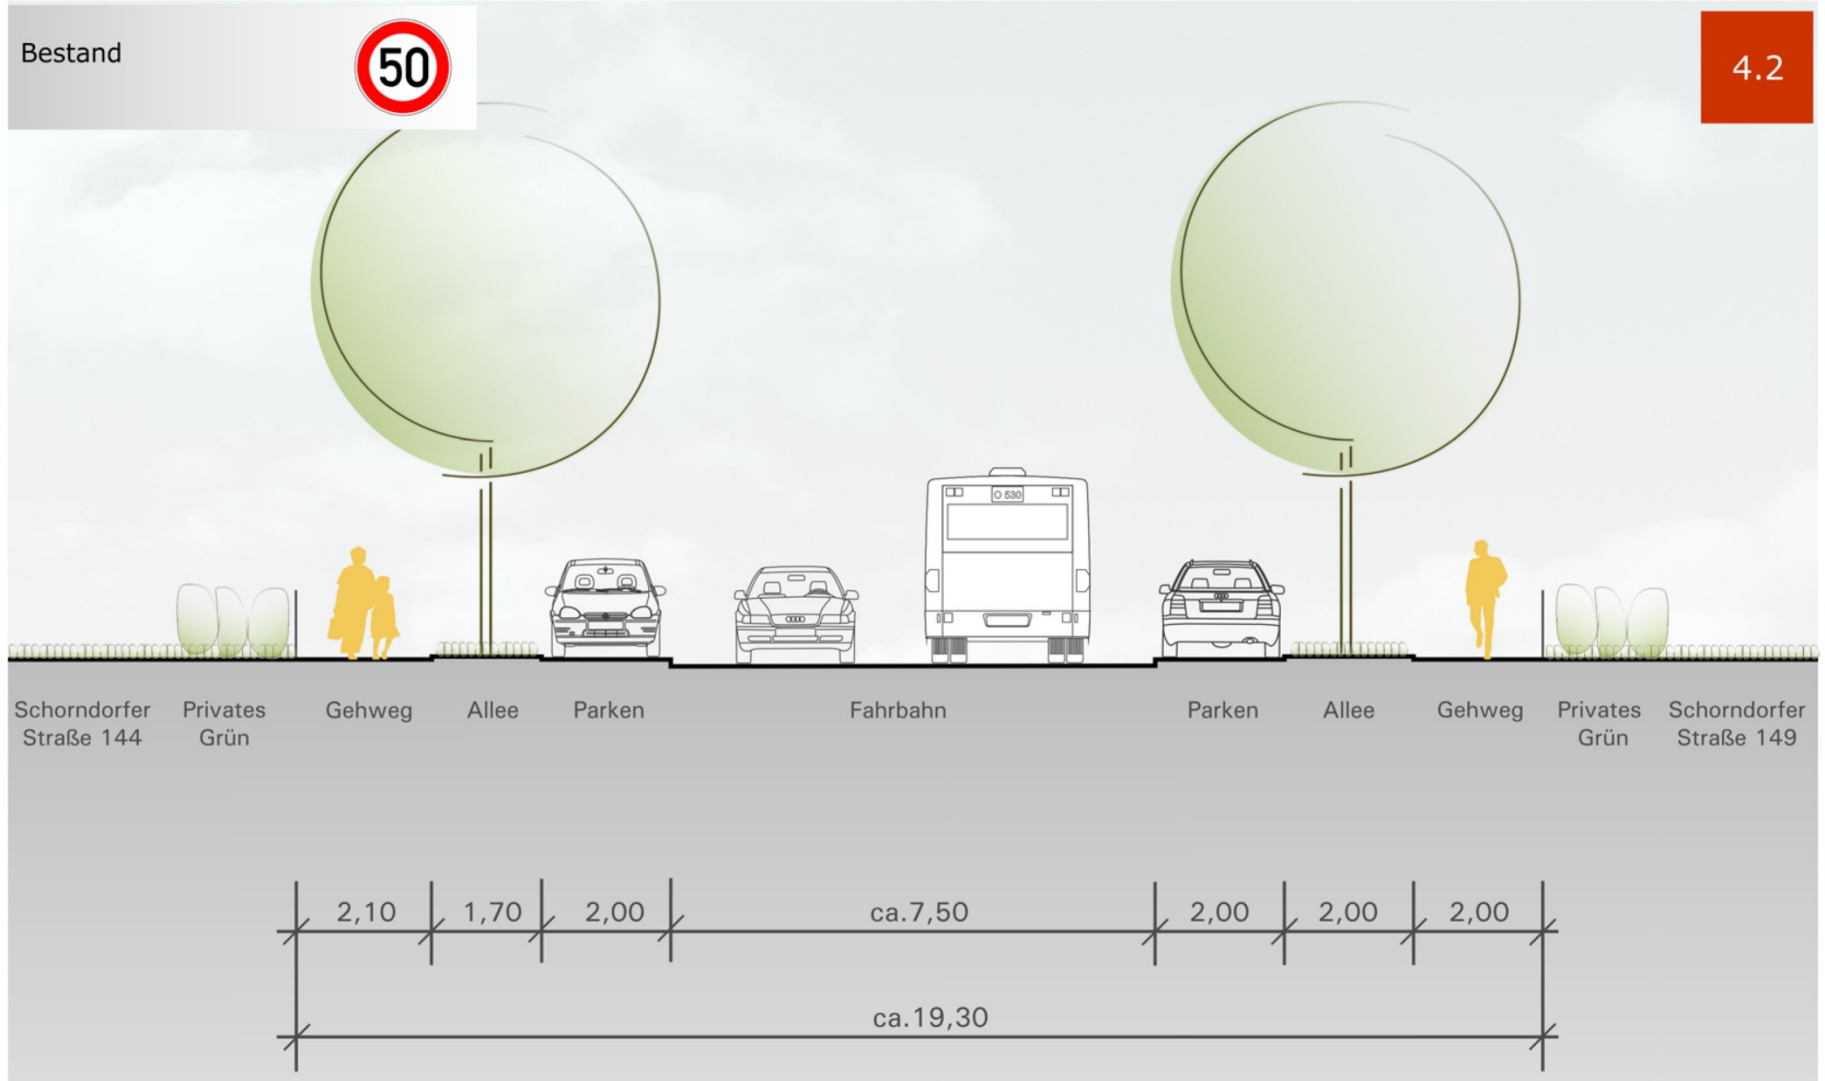 Bestand
50
4.2
O 530
Schorndorfer
Straße 144
Privates
Grün
Gehweg
Allee
Parken
Fahrbahn
Parken
Allee
Gehweg
Privates
Grün
Schorndorfer
Straße 149
2,10
1,70
2,00
ca.7,50
2,00
2,00
2,00
ca.19,30